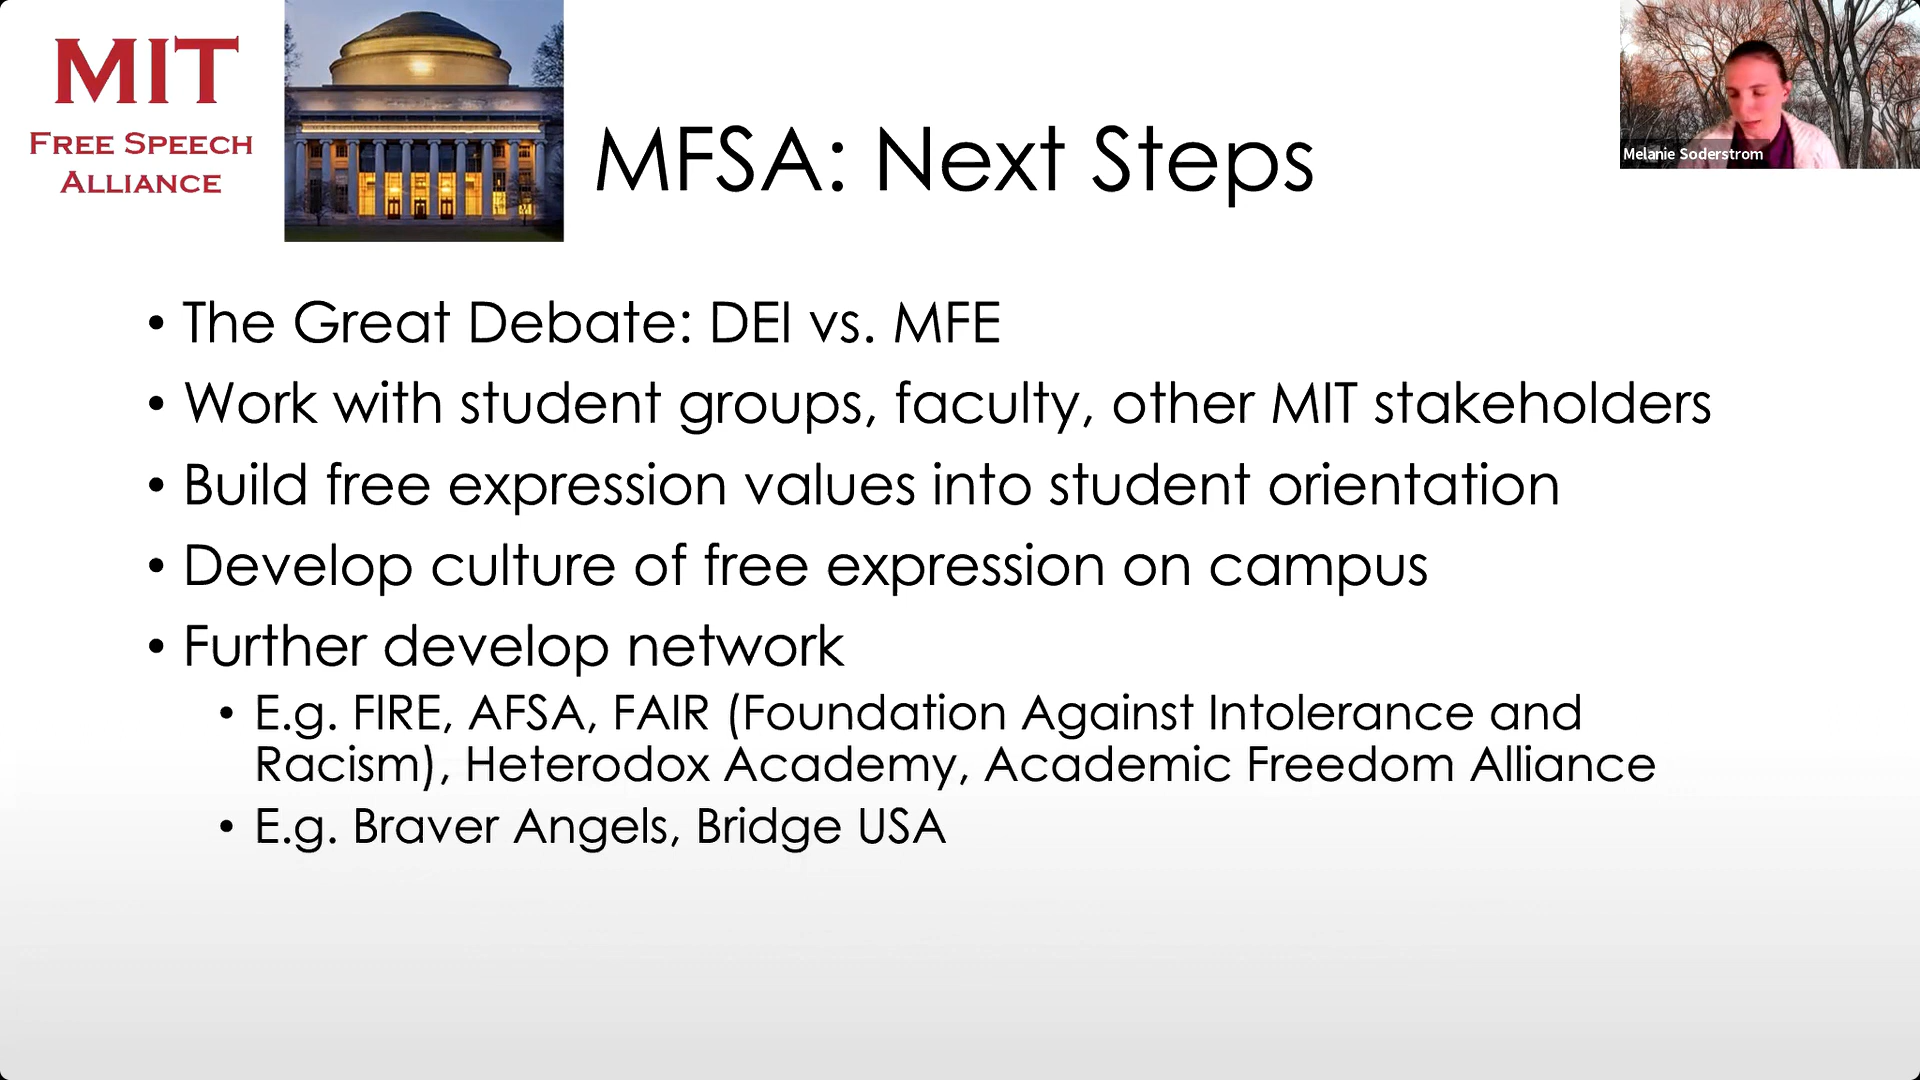 MIT
FREE SPEECH
ALLIANCE
MFSA: Next Steps
Melanie Soderstrom
• The Great Debate: DEI vs. MFE
• Work with student groups, faculty, other MIT stakeholders
• Build free expression values into student orientation
• Develop culture of free expression on campus
• Further develop network
• E.g. FIRE, AFSA, FAIR (Foundation Against Intolerance and
Racism), Heterodox Academy, Academic Freedom Alliance
• E.g. Braver Angels, Bridge USA